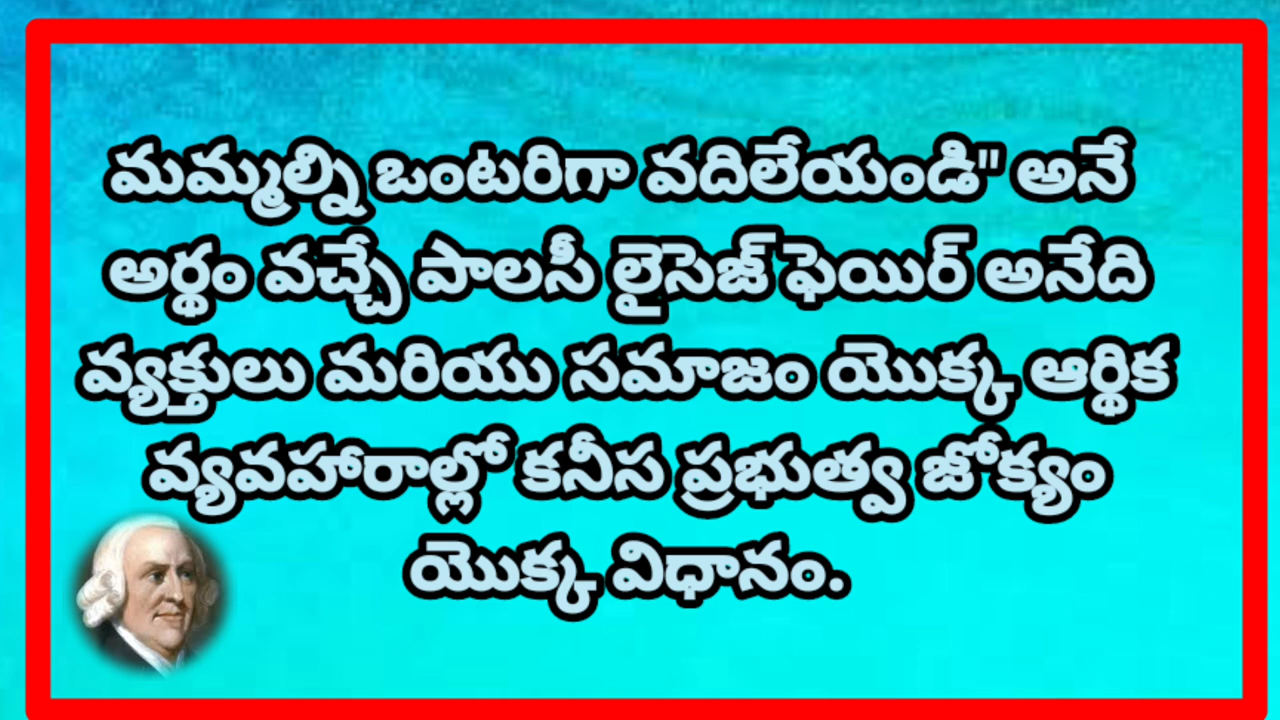 మమ్మల్ని ఒంటరిగా వదిలేయండి" అనే
అర్థం వచ్చే పాలసీ లైసెజ్ ఫెయిర్ అనేది
వ్యక్తులు మరియు సమాజం యొక్క ఆర్థిక
వ్యవహారాల్లో కనీస ప్రభుత్వ జోక్యం
యొక్క విధానం.